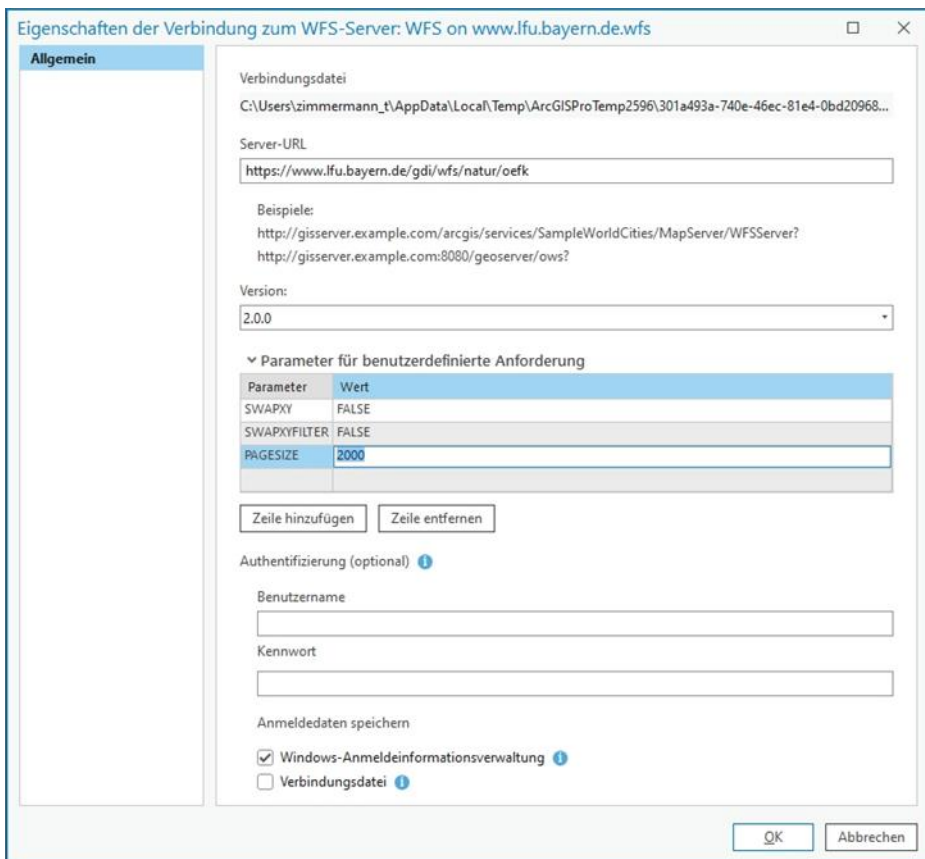 Eigenschaften der Verbindung zum WFS-Server: WFS on www.lfu.bayern.de.wfs
Allgemein
Verbindungsdatei
C:\Users\zimmermann_t\AppData\Local\Temp\ArcGISProTemp2596\301a493a-740e-46ec-81e4-0bd20968...
Server-URL
https://www.lfu.bayern.de/gdi/wfs/natur/oefk
Beispiele:
http://gisserver.example.com/arcgis/services/SampleWorldCities/MapServer/WFSServer?
http://gisserver.example.com:8080/geoserver/ows?
Version:
2.0.0
Parameter für benutzerdefinierte Anforderung
Parameter Wert
SWAPXY FALSE
SWAPXYFILTER FALSE
PAGESIZE 2000
Zeile hinzufügen Zeile entfernen
Authentifizierung (optional)
Benutzername
Kennwort
Anmeldedaten speichern
Windows-Anmeldeinformationsverwaltung
Verbindungsdatei
OK Abbrechen